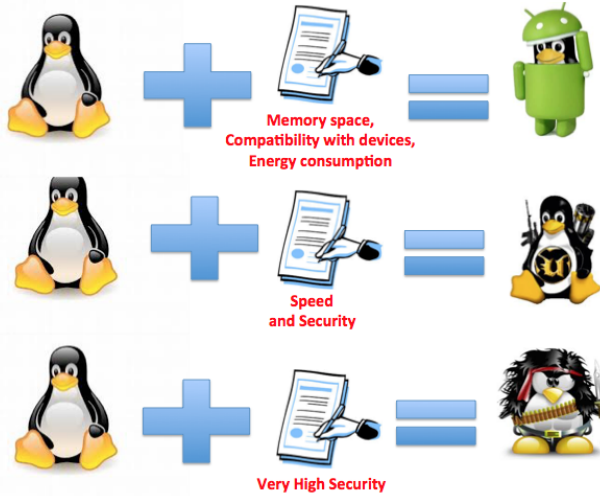 Memory space,
Compatibility with devices,
Energy consumption
Speed
and Security
Very High Security